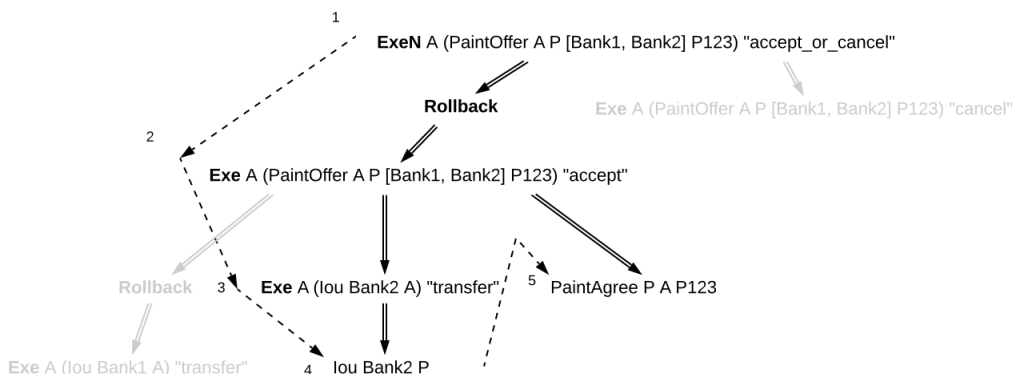 1
ExeN A (PaintOffer A P [Bank1, Bank2] P123) "accept_or_cancel"
Rollback
Exe A (PaintOffer A P [Bank1, Bank2] P123) "cancel"
2
Exe A (PaintOffer A P [Bank1, Bank2] P123) "accept"
Rollback
3
Exe A (Iou Bank2 A) "transfer"
5
PaintAgree P A P123
Exe A (Iou Bank1 A) "transfer"
4
Iou Bank2 P